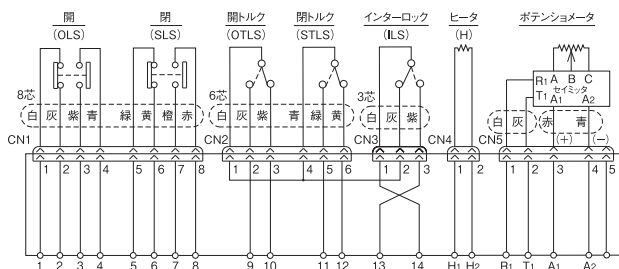 開 閉 開トルク 閉トルク インターロック ヒータ ポテンショメータ
(OLS) (SLS) (OTLS) (STLS) (ILS) (H)
R1 A B C
T1 セイミッタ
A1 A2
8芯 6芯 3芯
白 灰 紫 青 緑 黄 橙 赤 白 灰 紫 青 緑 黄 白 灰 紫 白 灰 赤 青
(+) (−)
CN1 CN2 CN3 CN4 CN5
1 2 3 4 5 6 7 8 1 2 3 4 5 6 1 2 3 1 2 1 2 3 4 5
1 2 3 4 5 6 7 8 9 10 11 12 13 14 H1 H2 R1 T1 A1 A2